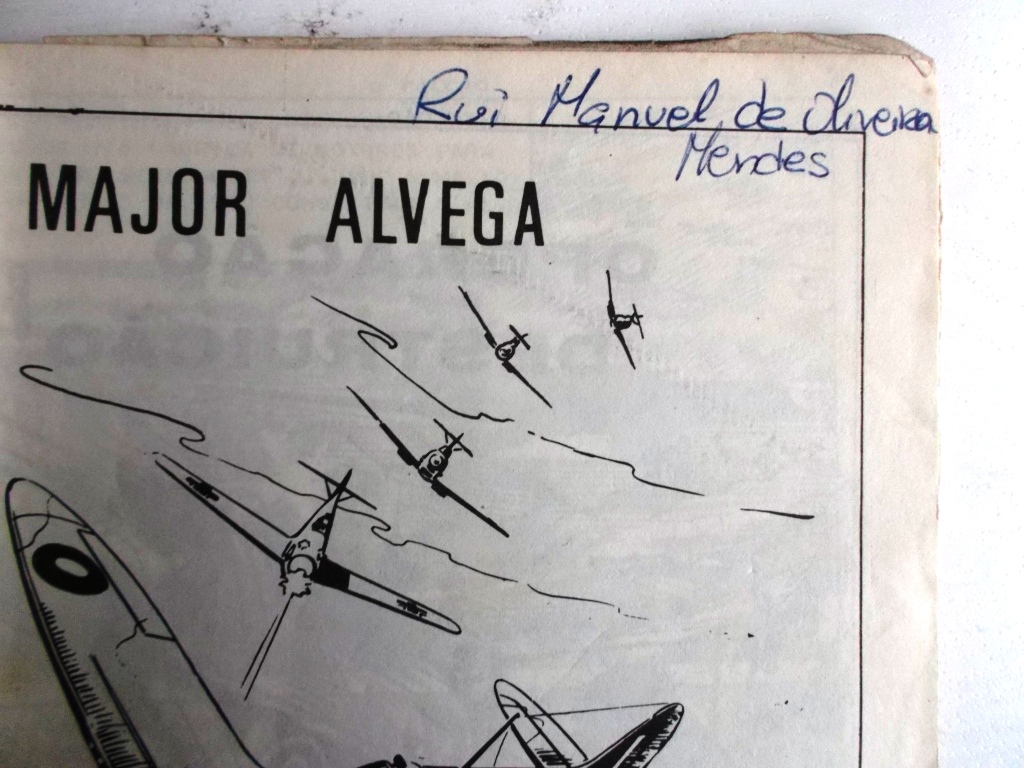 Rui Manuel de Oliveira
Mendes
MAJOR ALVEGA